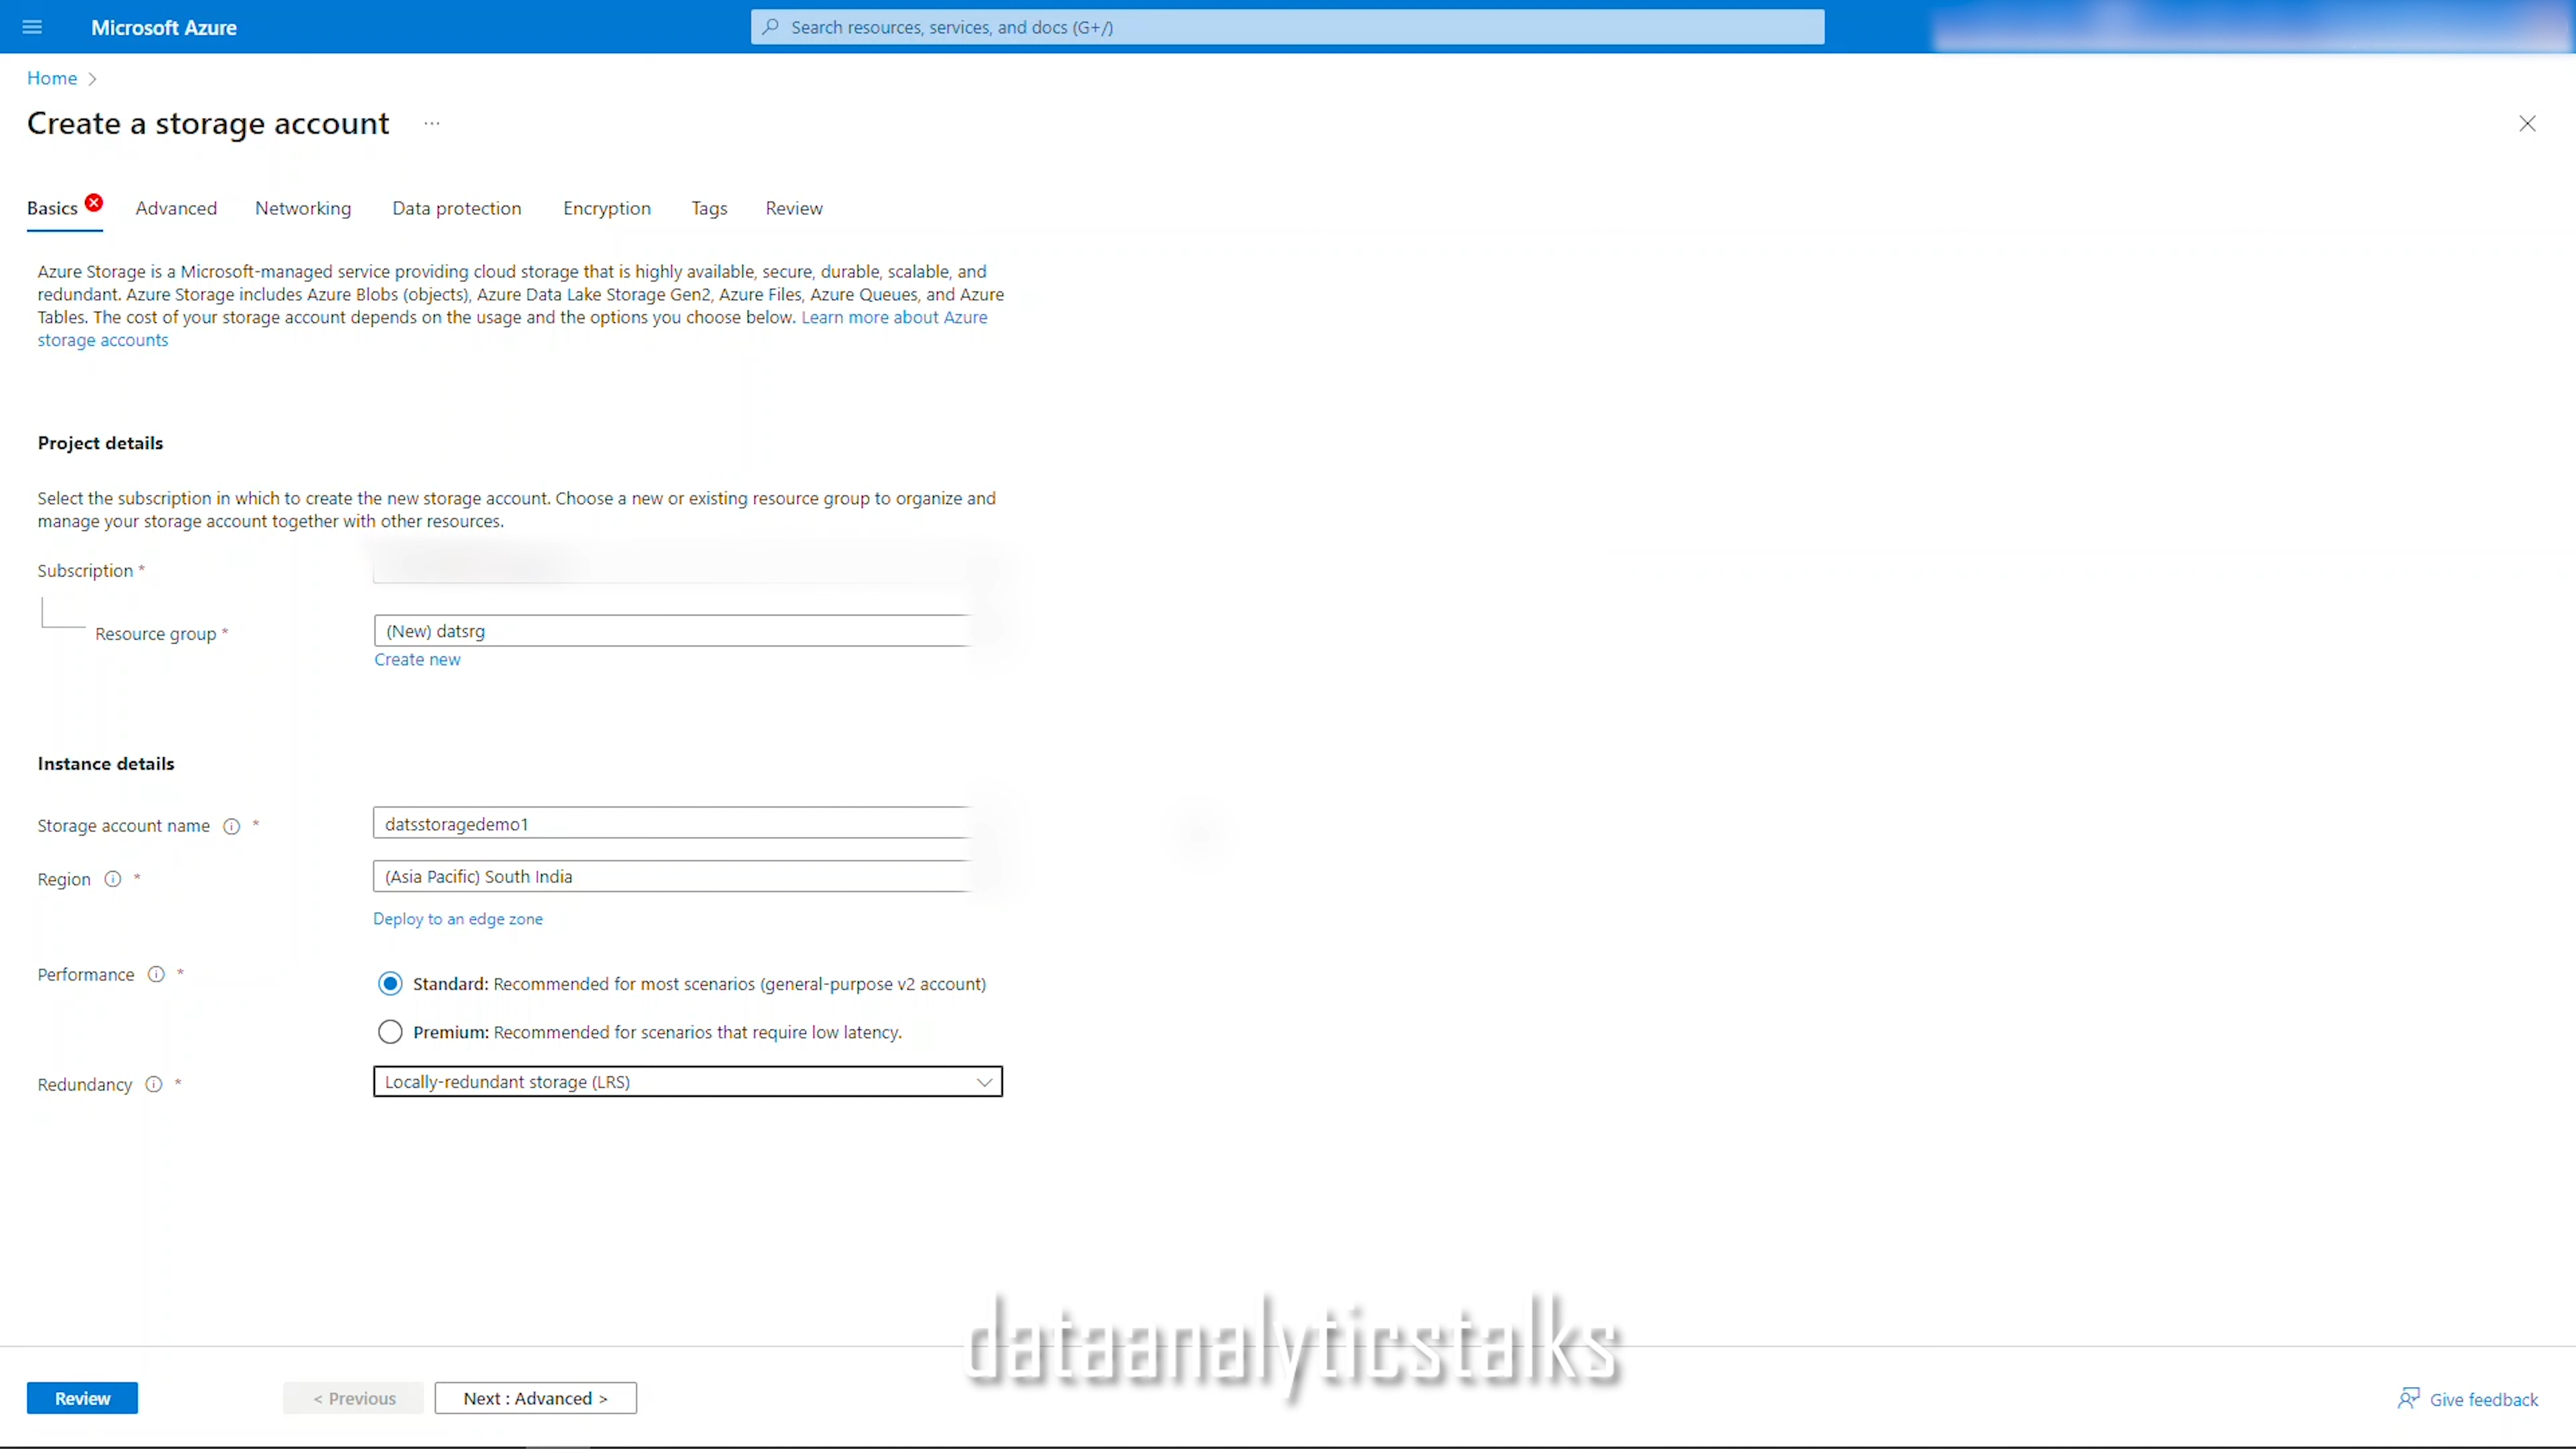 Microsoft Azure
Search resources, services, and docs (G+/)
Home
Create a storage account
Basics Advanced Networking Data protection Encryption Tags Review
Azure Storage is a Microsoft-managed service providing cloud storage that is highly available, secure, durable, scalable, and
redundant. Azure Storage includes Azure Blobs (objects), Azure Data Lake Storage Gen2, Azure Files, Azure Queues, and Azure
Tables. The cost of your storage account depends on the usage and the options you choose below. Learn more about Azure
storage accounts
Project details
Select the subscription in which to create the new storage account. Choose a new or existing resource group to organize and
manage your storage account together with other resources.
Subscription *
Resource group * (New) datsrg
Create new
Instance details
Storage account name * datsstoragedemo1
Region * (Asia Pacific) South India
Deploy to an edge zone
Performance * Standard: Recommended for most scenarios (general-purpose v2 account)
Premium: Recommended for scenarios that require low latency.
Redundancy * Locally-redundant storage (LRS)
dataanalyticstalks
Review < Previous Next : Advanced > Give feedback